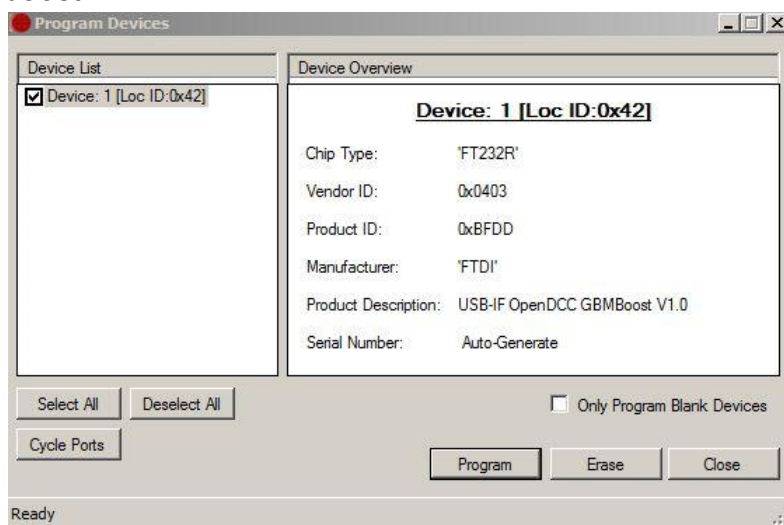 Program Devices
Device List
Device: 1 [Loc ID:0x42]
Device Overview
Device: 1 [Loc ID:0x42]
Chip Type: 'FT232R'
Vendor ID: 0x0403
Product ID: 0xBFDD
Manufacturer: 'FTDI'
Product Description: USB-IF OpenDCC GBMBoost V1.0
Serial Number: Auto-Generate
Select All Deselect All
Only Program Blank Devices
Cycle Ports
Program Erase Close
Ready